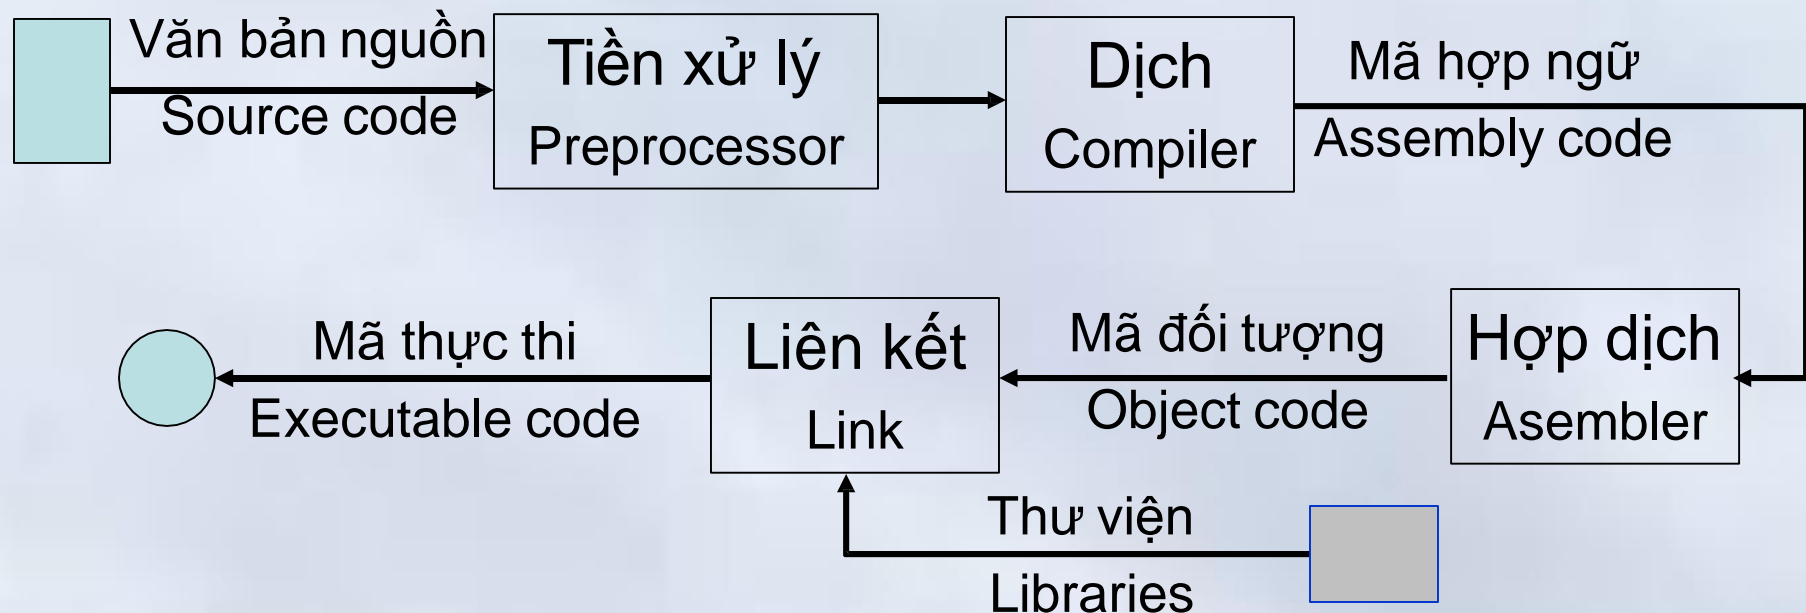 Văn bản nguồn
Source code
Tiền xử lý
Preprocessor
Dịch
Compiler
Mã hợp ngữ
Assembly code
Hợp dịch
Asembler
Mã đối tượng
Object code
Liên kết
Link
Mã thực thi
Executable code
Thư viện
Libraries